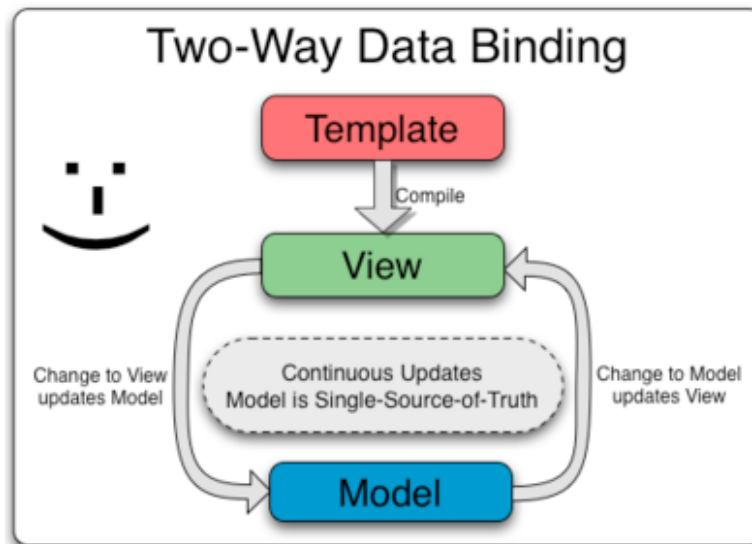 Two-Way Data Binding
Template
Compile
View
Change to View
updates Model
Continuous Updates
Model is Single-Source-of-Truth
Change to Model
updates View
Model